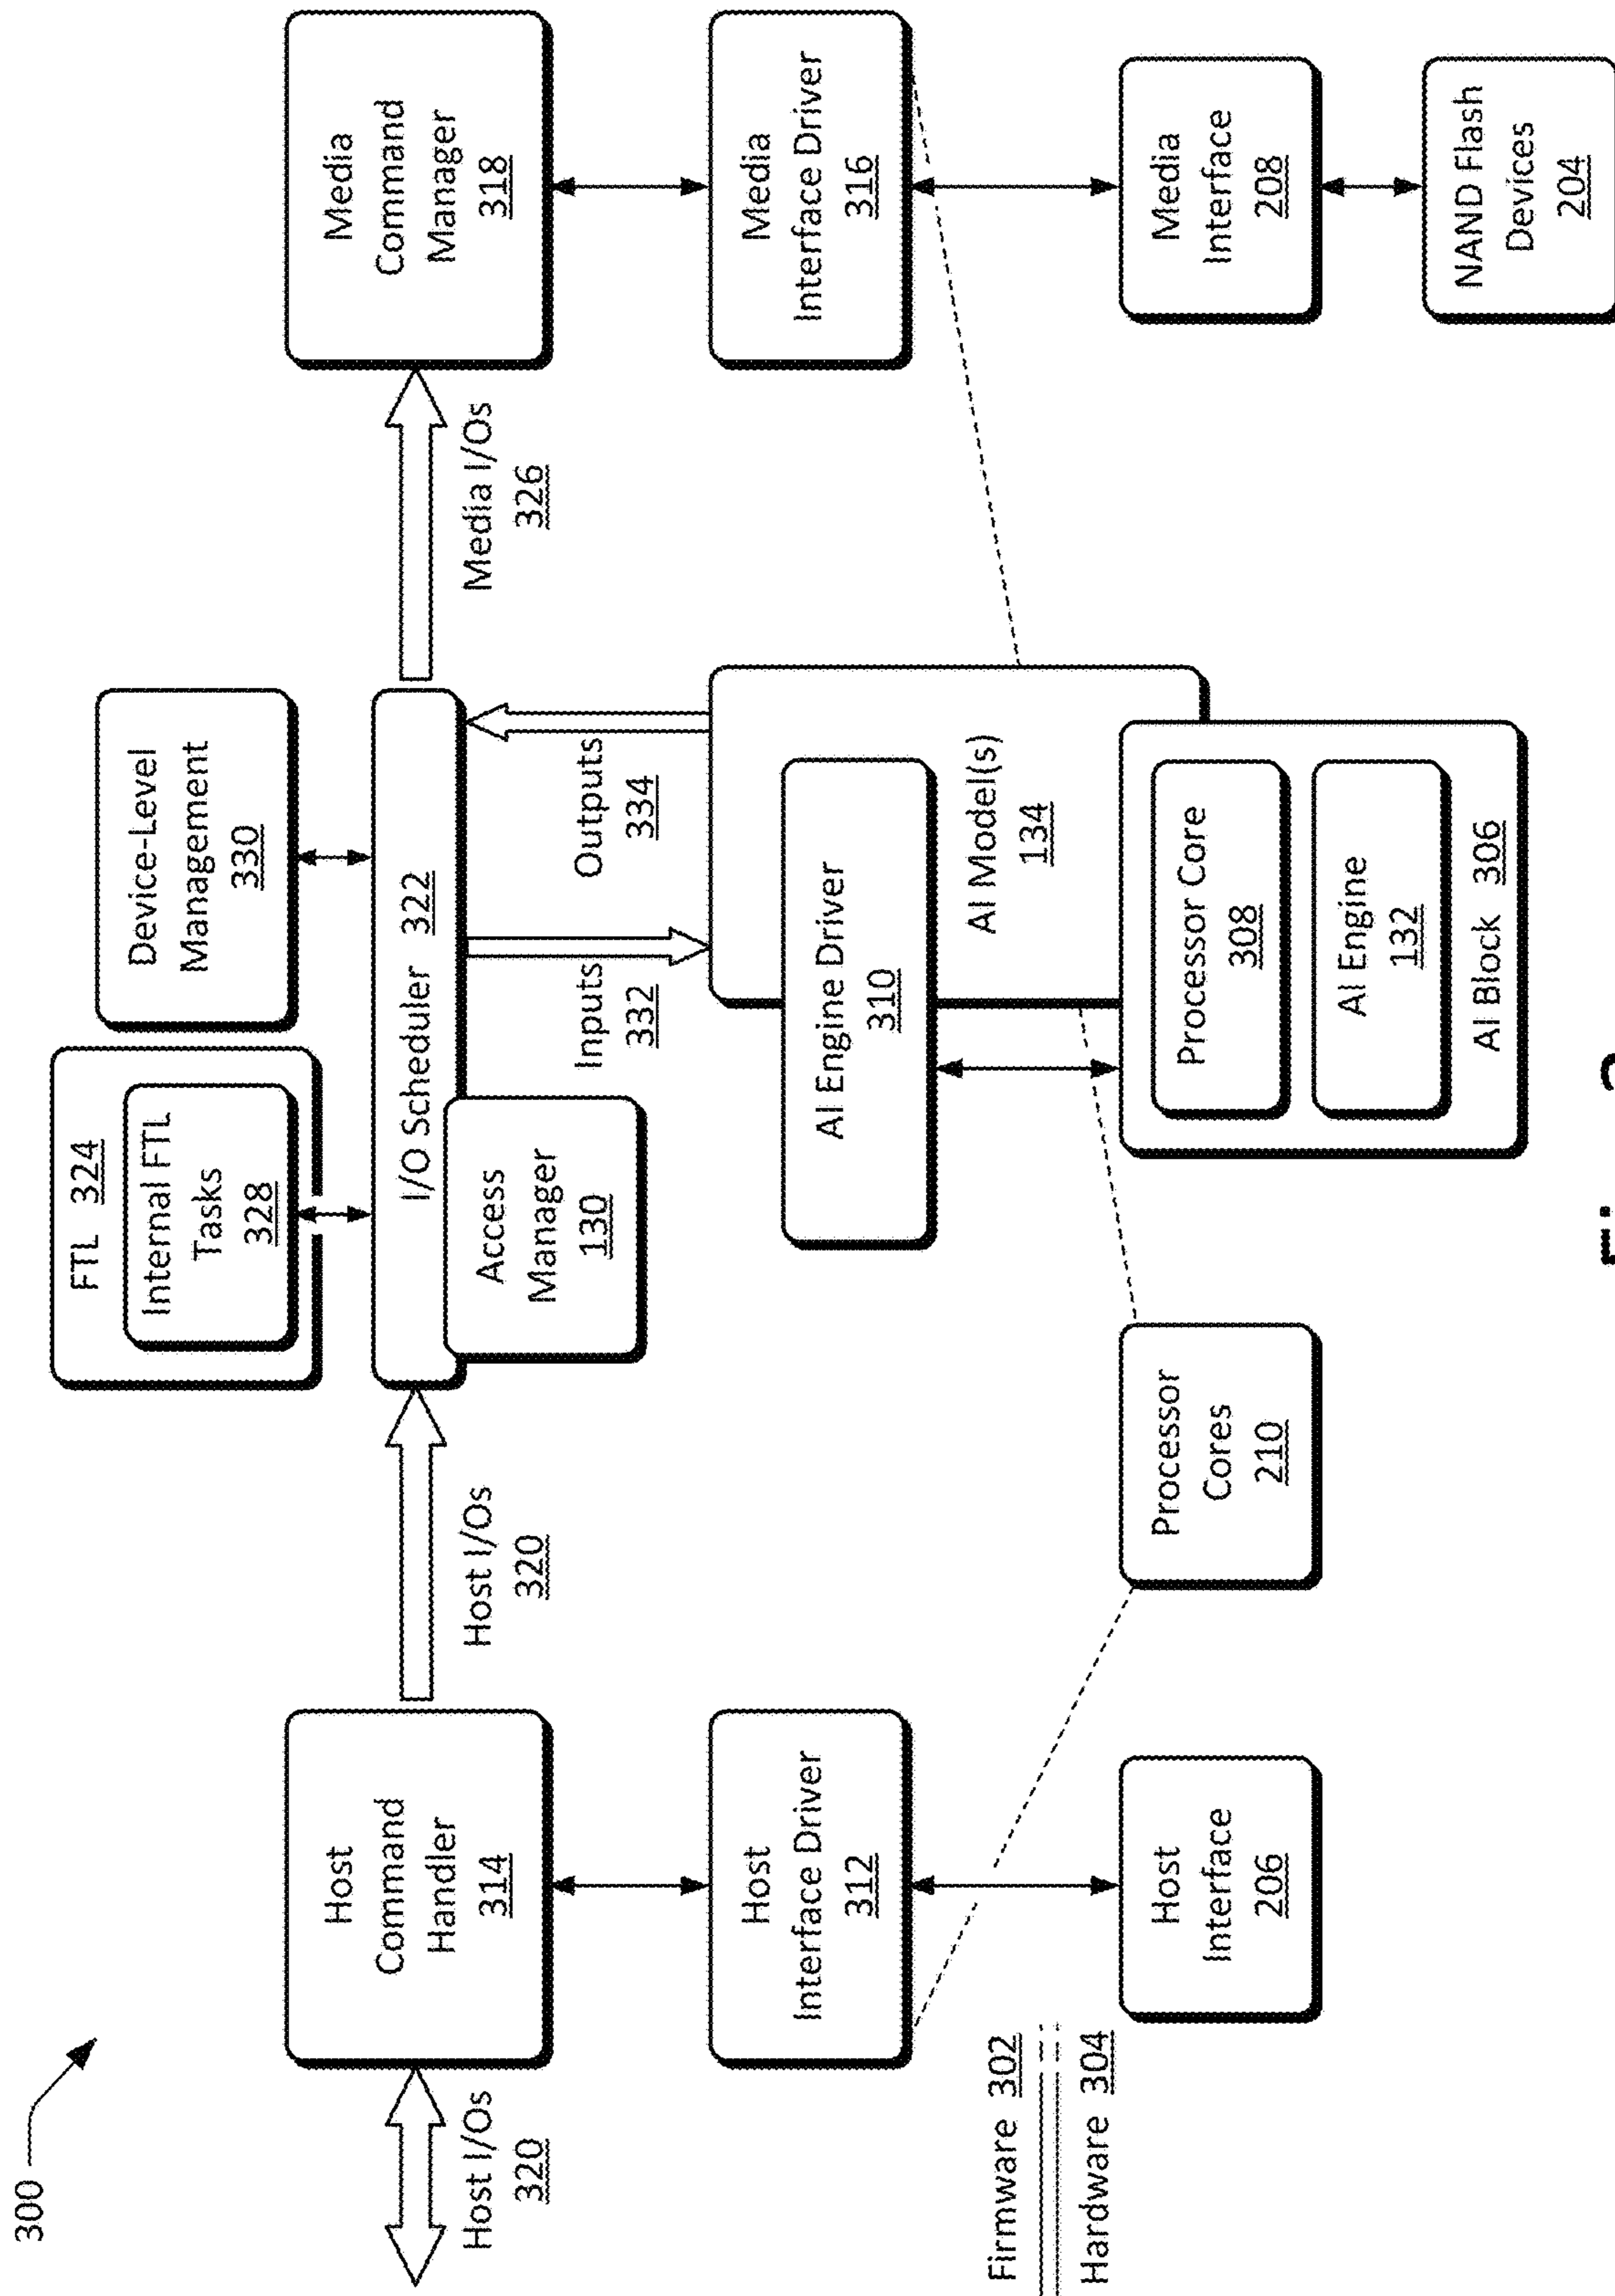 300
Host I/Os
320
Host
Command
Handler
314
Host I/Os
320
FTL 324
Internal FTL
Tasks
328
Device-Level
Management
330
I/O Scheduler 322
Access
Manager
130
Media I/Os
326
Media
Command
Manager
318
Inputs
332
Outputs
334
Host
Interface Driver
312
AI Engine Driver
310
AI Model(s)
134
Media
Interface Driver
316
Firmware 302
Hardware 304
Host
Interface
206
Processor
Cores
210
Processor Core
308
AI Engine
132
AI Block 306
Media
Interface
208
NAND Flash
Devices
204